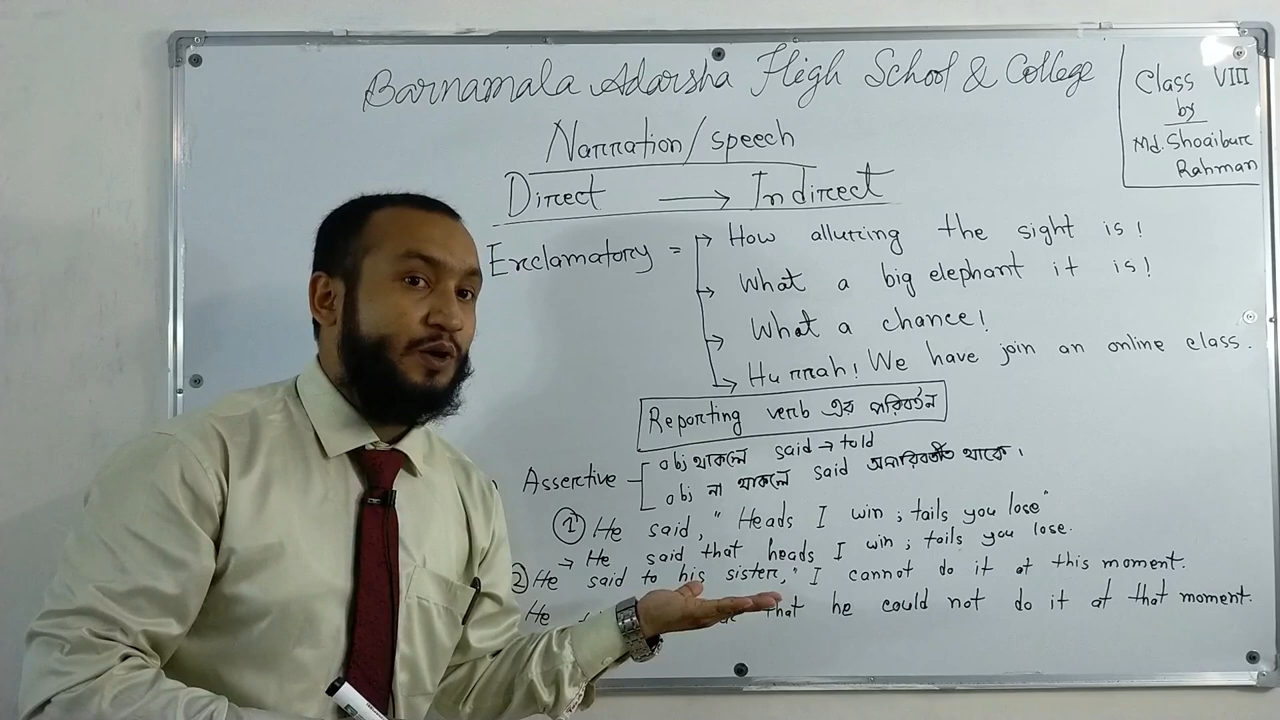 Barnamala Adarsha High School & College
Class VIII
by
Md. Shoaibur
Rahman
Narration/speech
Direct → Indirect
Exclamatory = → How allurring the sight is!
→ What a big elephant it is!
→ What a chance!
→ Hurrah! We have join an online class.
Reporting verb এর পরিবর্তন
Assertive obj থাকলে said → told
obj না থাকলে said অপরিবর্তীত থাকে।
① He said, "Heads I win; tails you lose"
→ He said that heads I win; tails you lose.
② He said to his sister, "I cannot do it at this moment.
He that he could not do it at that moment.